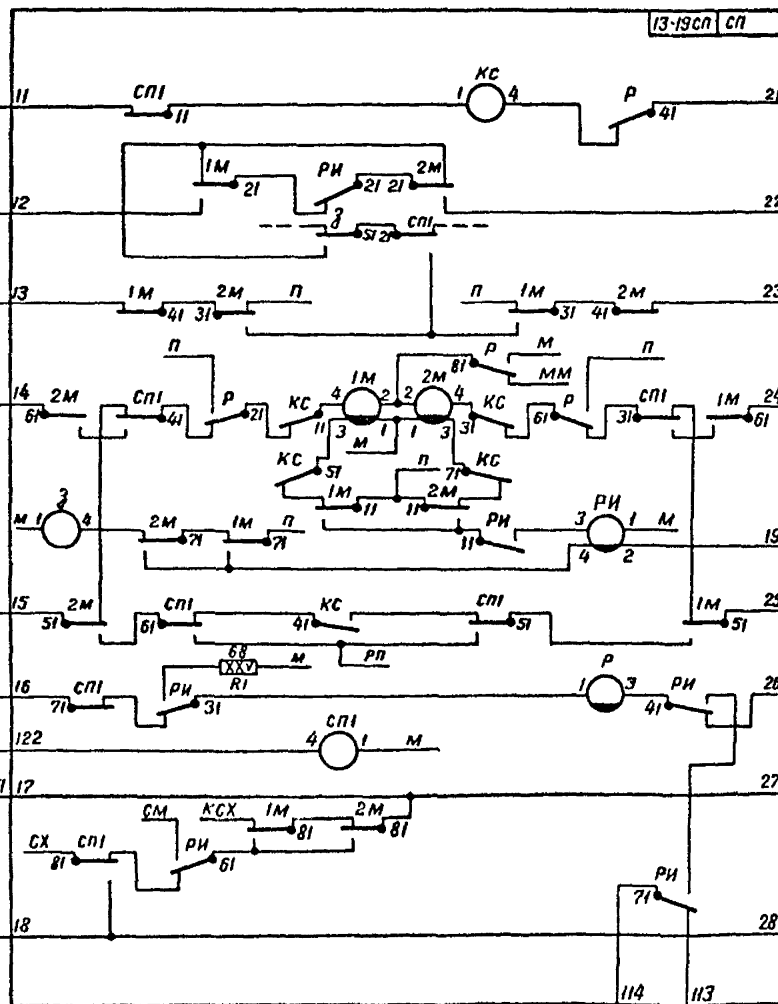 13-19СП СП
КС
11 СП1 1 4 Р 21
11 41
1М РИ 2М
21 21 21
12 З СП1 22
51 21
13 1М 2М П П 1М 2М 23
41 31 31 41
П Р М П
81 ММ
14 2М СП1 Р КС 4 1М 2 2 2М 4 КС Р СП1 1М 24
61 41 21 11 3 1 1 3 31 61 31 61
М
КС 51 П 71 КС
1М 2М
11 11
З РИ
М 1 4 2М 1М П РИ 3 1 М
71 71 11 4 2 19
15 2М СП1 КС СП1 1М 25
51 61 41 51 51
68 М РП
R1
16 СП1 РИ Р РИ 26
71 31 1 3 41
СП1
122 4 1 М
17 27
СМ КСХ 1М 2М
81 81
СХ СП1 РИ
81 61
РИ
71
18 28
114 113